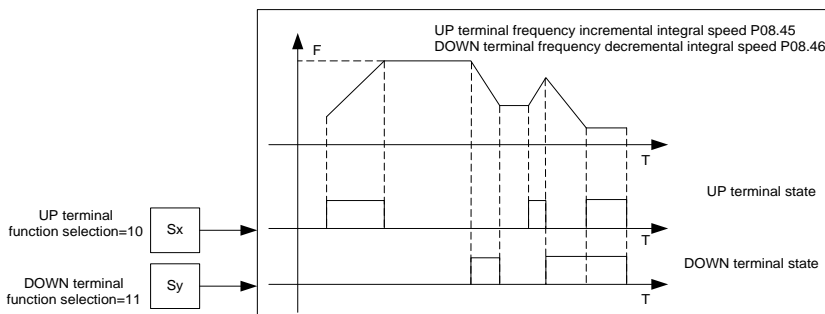 UP terminal frequency incremental integral speed P08.45
DOWN terminal frequency decremental integral speed P08.46
F
T
UP terminal state
UP terminal
function selection=10
Sx
T
DOWN terminal state
DOWN terminal
function selection=11
Sy
T